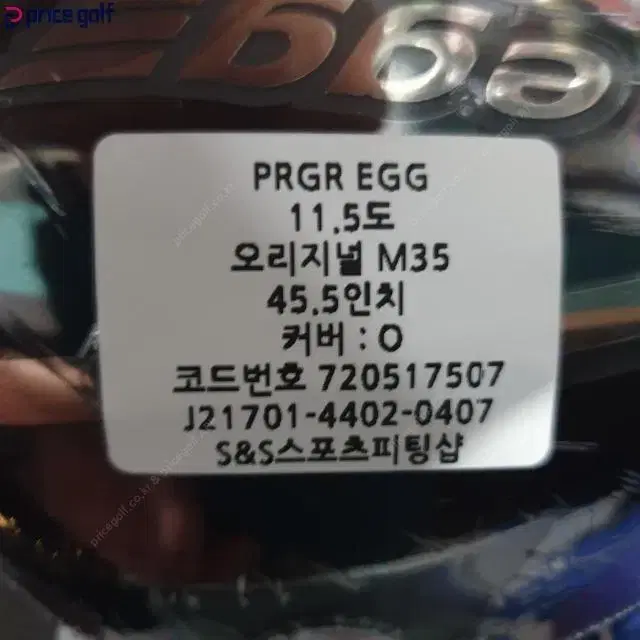 price golf
egg
PRGR EGG
11.5도
오리지널 M35
45.5인치
커버 : O
코드번호 720517507
J21701-4402-0407
S&S스포츠피팅샵